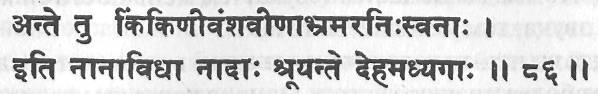 अन्ते तु किंकिणीवंशवीणाभ्रमरनिःस्वनाः ।
इति नानाविधा नादाः श्रूयन्ते देहमध्यगाः ।। ८६ ।।